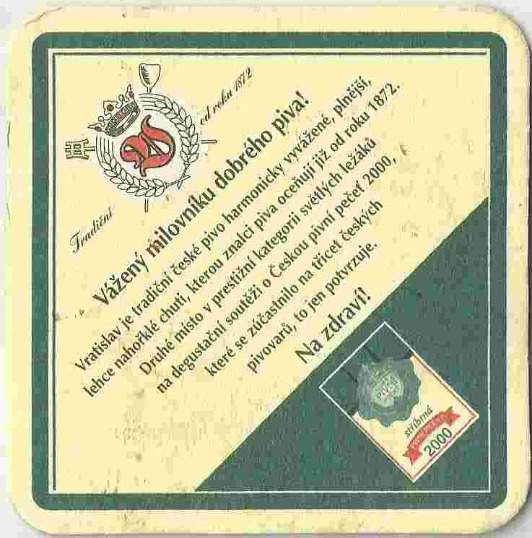 Tradiční
od roku 1872
Vážený milovníku dobrého piva!
Vratislav je tradiční české pivo harmonicky vyvážené, plnější,
lehce nahořklé chuti, kterou znalci piva oceňují již od roku 1872.
Druhé místo v prestižní kategorii světlých ležáků
na degustační soutěži o Českou pivní pečeť 2000,
které se zúčastnilo na třicet českých
pivovarů, to jen potvrzuje.
Na zdraví!
stříbrná
2000